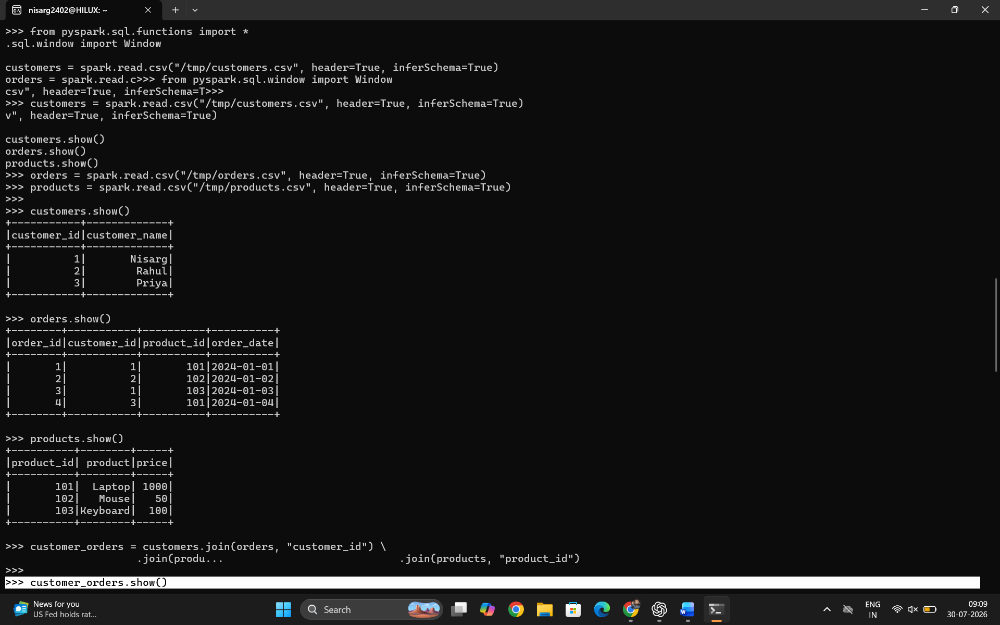 nisarg2402@HILUX: ~
>>> from pyspark.sql.functions import *
.sql.window import Window
customers = spark.read.csv("/tmp/customers.csv", header=True, inferSchema=True)
orders = spark.read.c>>> from pyspark.sql.window import Window
csv", header=True, inferSchema=T>>>
>>> customers = spark.read.csv("/tmp/customers.csv", header=True, inferSchema=True)
v", header=True, inferSchema=True)
customers.show()
orders.show()
products.show()
>>> orders = spark.read.csv("/tmp/orders.csv", header=True, inferSchema=True)
>>> products = spark.read.csv("/tmp/products.csv", header=True, inferSchema=True)
>>>
>>> customers.show()
+-----------+-------------+
|customer_id|customer_name|
+-----------+-------------+
|          1|       Nisarg|
|          2|        Rahul|
|          3|        Priya|
+-----------+-------------+
>>> orders.show()
+--------+-----------+----------+----------+
|order_id|customer_id|product_id|order_date|
+--------+-----------+----------+----------+
|       1|          1|       101|2024-01-01|
|       2|          2|       102|2024-01-02|
|       3|          1|       103|2024-01-03|
|       4|          3|       101|2024-01-04|
+--------+-----------+----------+----------+
>>> products.show()
+----------+--------+-----+
|product_id| product|price|
+----------+--------+-----+
|       101|  Laptop| 1000|
|       102|   Mouse|   50|
|       103|Keyboard|  100|
+----------+--------+-----+
>>> customer_orders = customers.join(orders, "customer_id") \
                     .join(produ...                            .join(products, "product_id")
>>>
>>> customer_orders.show()
News for you
US Fed holds rat...
Search
ENG
IN
09:09
30-07-2026